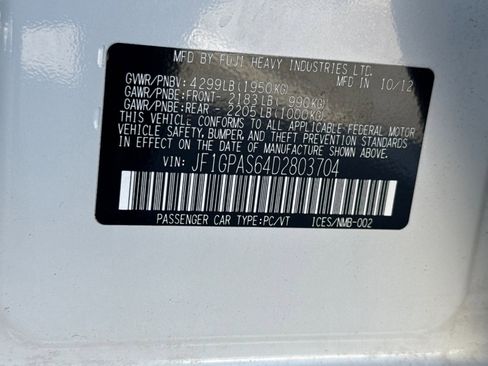 MFD BY FUJI HEAVY INDUSTRIES LTD.
GVWR/PNBV: 4299LB(1950KG) MADE IN 10/12
GAWR/PNBE:FRONT- 2183LB( 990KG)
GAWR/PNBE:REAR - 2205LB(1000KG)
THIS VEHICLE CONFORMS TO ALL APPLICABLE FEDERAL MOTOR
VEHICLE SAFETY, BUMPER, AND THEFT PREVENTION STANDARDS
IN EFFECT ON THE DATE OF MANUFACTURE SHOWN ABOVE.
VIN: JF1GPAS64D2803704
PASSENGER CAR TYPE:PC/VT ICES/NMB-002